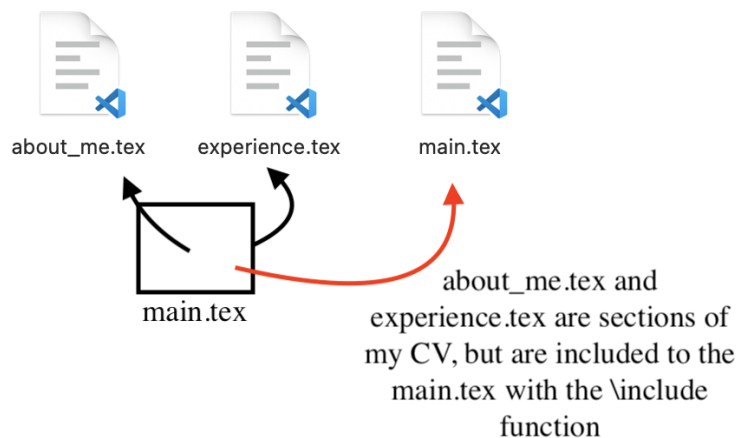 about_me.tex
experience.tex
main.tex
main.tex
about_me.tex and
experience.tex are sections of
my CV, but are included to the
main.tex with the \include
function